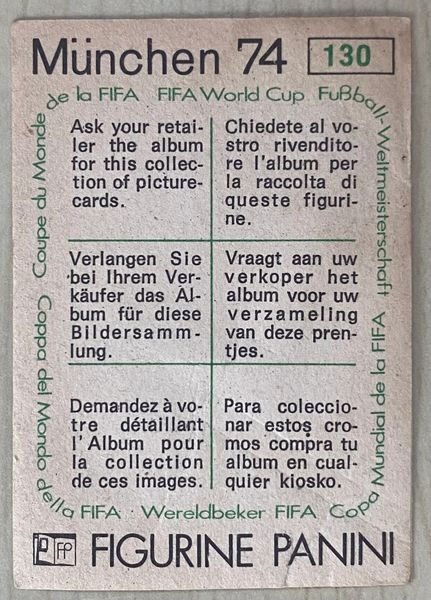 München 74 130
de la FIFA FIFA World Cup Fußball-Weltmeisterschaft
Ask your retai-
ler the album
for this collec-
tion of picture-
cards.
Chiedete al vo-
stro rivendito-
re l'album per
la raccolta di
queste figuri-
ne.
Verlangen Sie
bei Ihrem Ver-
käufer das Al-
bum für diese
Bildersamm-
lung.
Vraagt aan uw
verkoper het
album voor uw
verzameling
van deze pren-
tjes.
Demandez à vo-
tre détaillant
l'Album pour
la collection
de ces images.
Para coleccio-
nar estos cro-
mos compra tu
album en cual-
quier kiosko.
Copa Mundial de la FIFA
Wereldbeker FIFA
Coppa del Mondo della FIFA
Coupe du Monde
FP FIGURINE PANINI